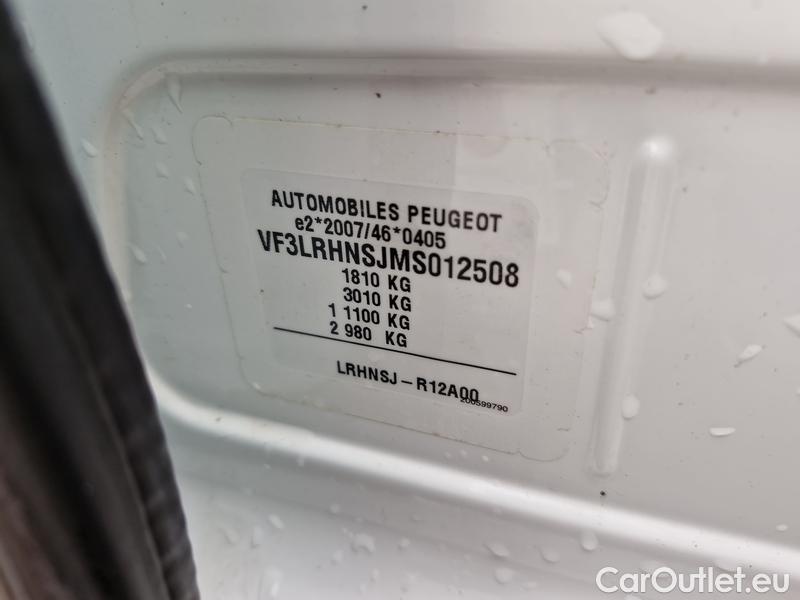 AUTOMOBILES PEUGEOT
e2*2007/46*0405
VF3LRHNSJMS012508
1810 KG
3010 KG
1 1100 KG
2 980 KG
LRHNSJ-R12A00
200599790
CarOutlet.eu